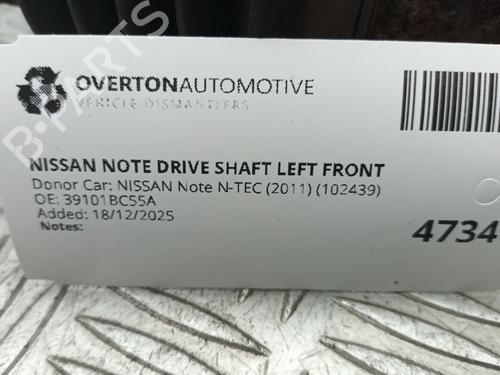 OVERTONAUTOMOTIVE
VEHICLE DISMANTLERS
NISSAN NOTE DRIVE SHAFT LEFT FRONT
Donor Car: NISSAN Note N-TEC (2011) (102439)
OE: 39101BC55A
Added: 18/12/2025
Notes:
4734
B-PARTS